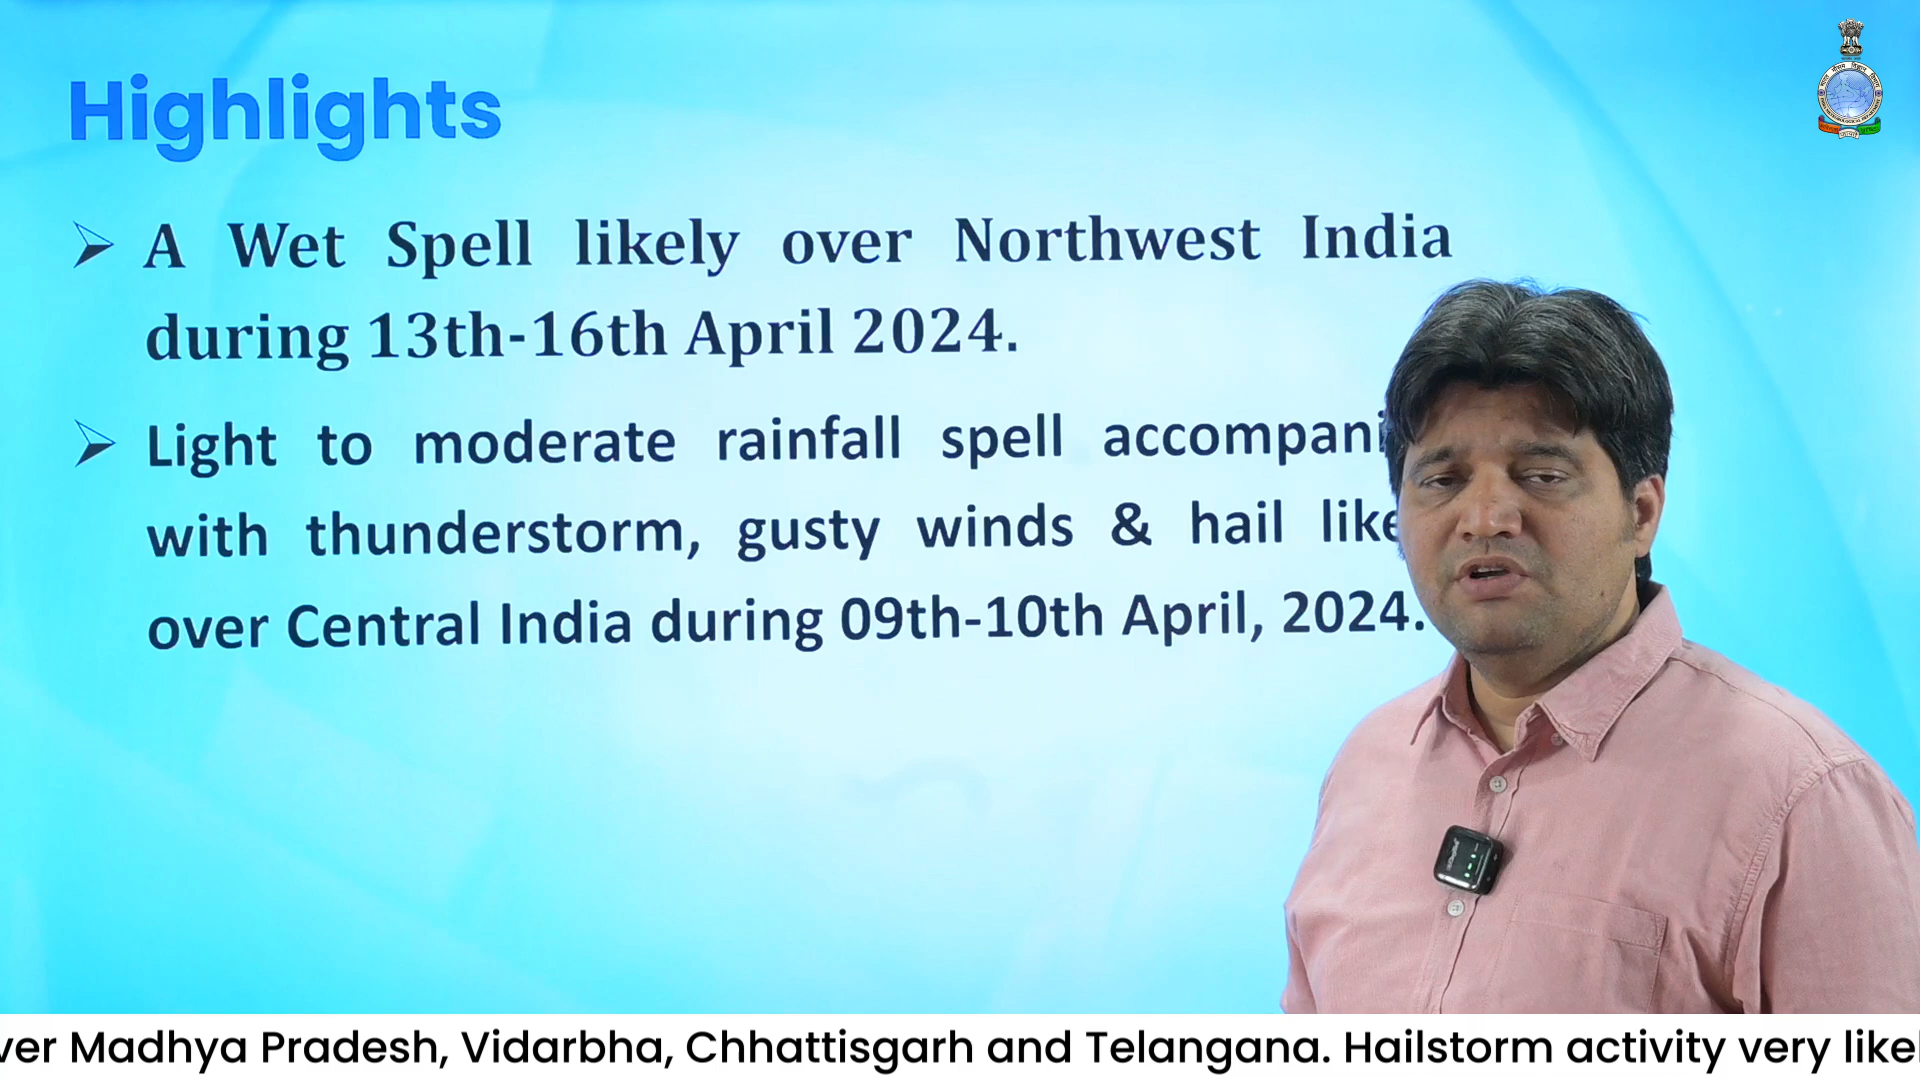 Highlights
A Wet Spell likely over Northwest India
during 13th-16th April 2024.
Light to moderate rainfall spell accompani
with thunderstorm, gusty winds & hail like
over Central India during 09th-10th April, 2024.
ver Madhya Pradesh, Vidarbha, Chhattisgarh and Telangana. Hailstorm activity very likel